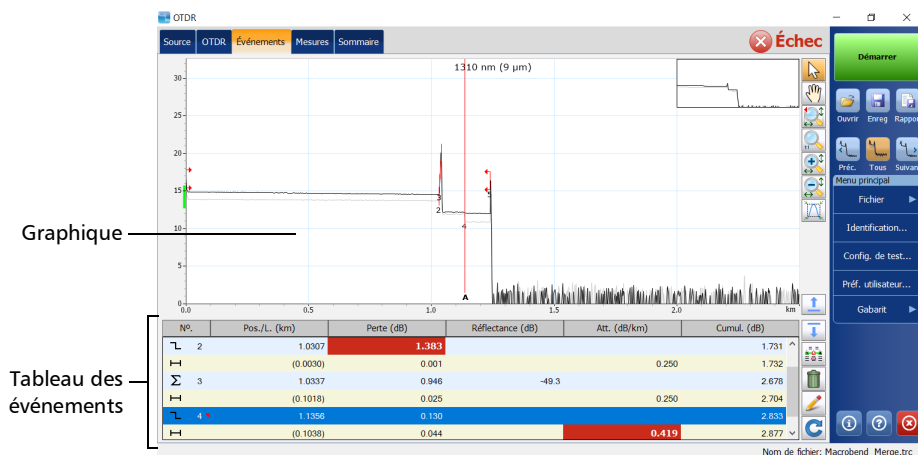 OTDR
Source OTDR Événements Mesures Sommaire
Échec
Démarrer
1310 nm (9 µm)
30
25
20
15
10
5
0
0.0 0.5 1.0 1.5 2.0 km
3
2
4
5
A
Ouvrir Enreg Rappor
Préc. Tous Suivan
Menu principal
Fichier
Identification...
Config. de test...
Préf. utilisateur...
Gabarit
Graphique
Tableau des
événements
Nº. Pos./L. (km) Perte (dB) Réflectance (dB) Att. (dB/km) Cumul. (dB)
2 1.0307 1.383 1.731
(0.0030) 0.001 0.250 1.732
Σ 3 1.0337 0.946 -49.3 2.678
(0.1018) 0.025 0.250 2.704
4 1.1356 0.130 2.833
(0.1038) 0.044 0.419 2.877
Nom de fichier: Macrobend_Merge.trc